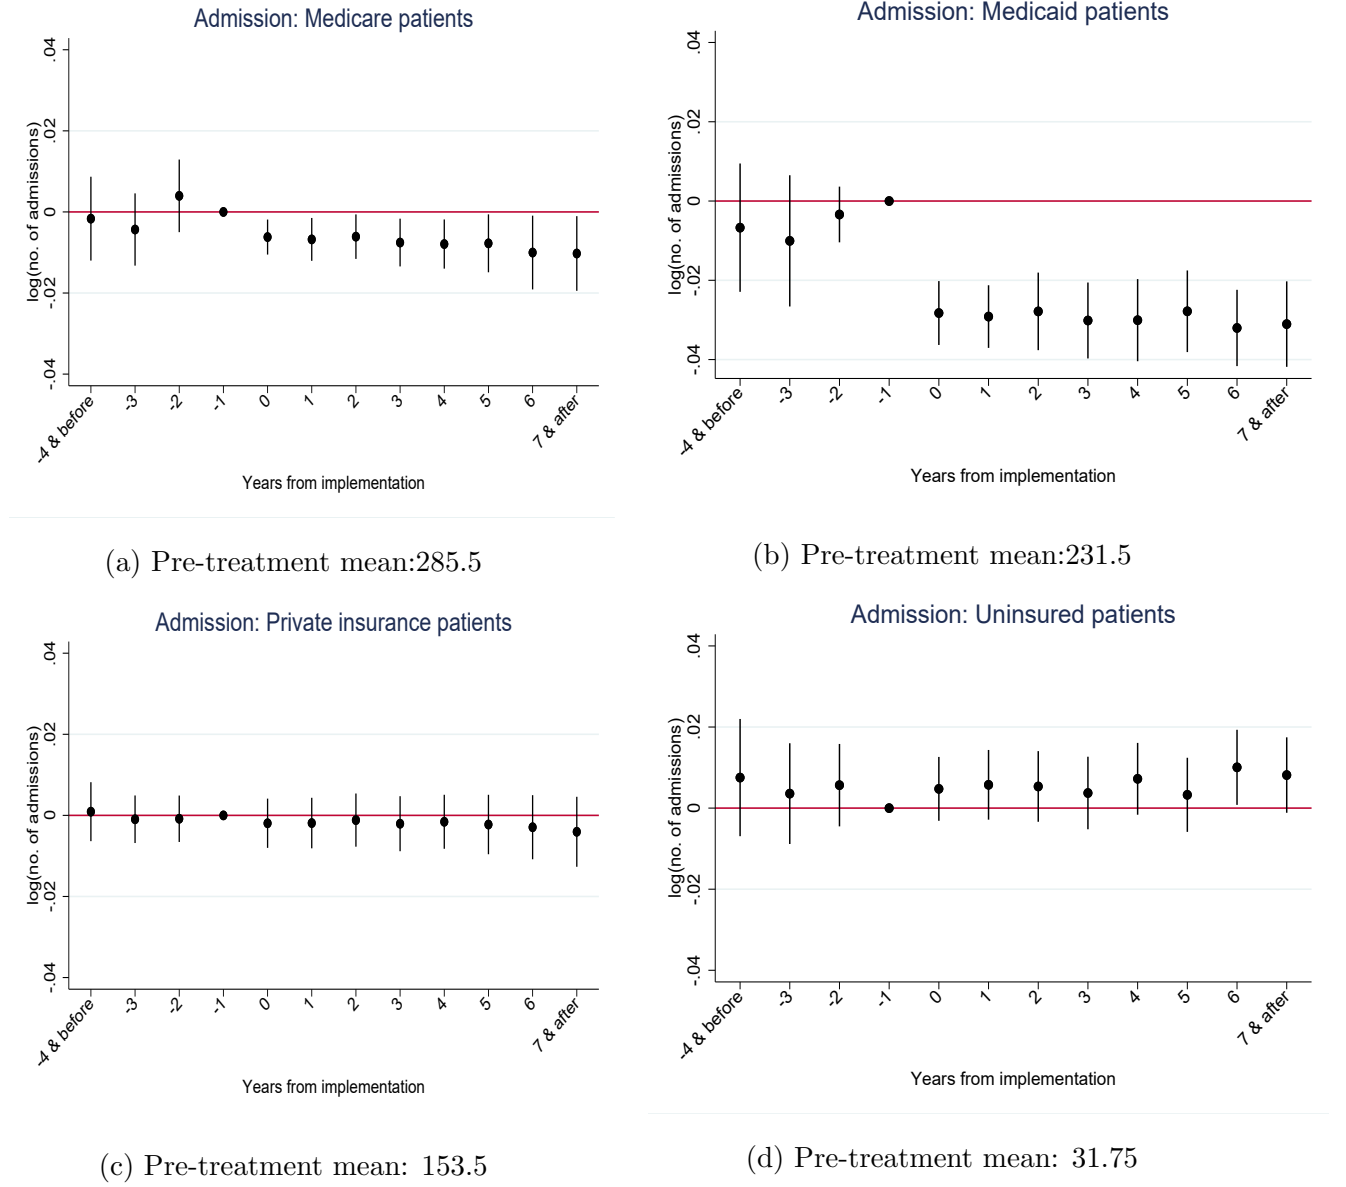 Admission: Medicare patients
log(no. of admissions)
.04
.02
0
-.02
-.04
-4 & before
-3
-2
-1
0
1
2
3
4
5
6
7 & after
Years from implementation
(a) Pre-treatment mean:285.5
Admission: Medicaid patients
log(no. of admissions)
.04
.02
0
-.02
-.04
-4 & before
-3
-2
-1
0
1
2
3
4
5
6
7 & after
Years from implementation
(b) Pre-treatment mean:231.5
Admission: Private insurance patients
log(no. of admissions)
.04
.02
0
-.02
-.04
-4 & before
-3
-2
-1
0
1
2
3
4
5
6
7 & after
Years from implementation
(c) Pre-treatment mean: 153.5
Admission: Uninsured patients
log(no. of admissions)
.04
.02
0
-.02
-.04
-4 & before
-3
-2
-1
0
1
2
3
4
5
6
7 & after
Years from implementation
(d) Pre-treatment mean: 31.75